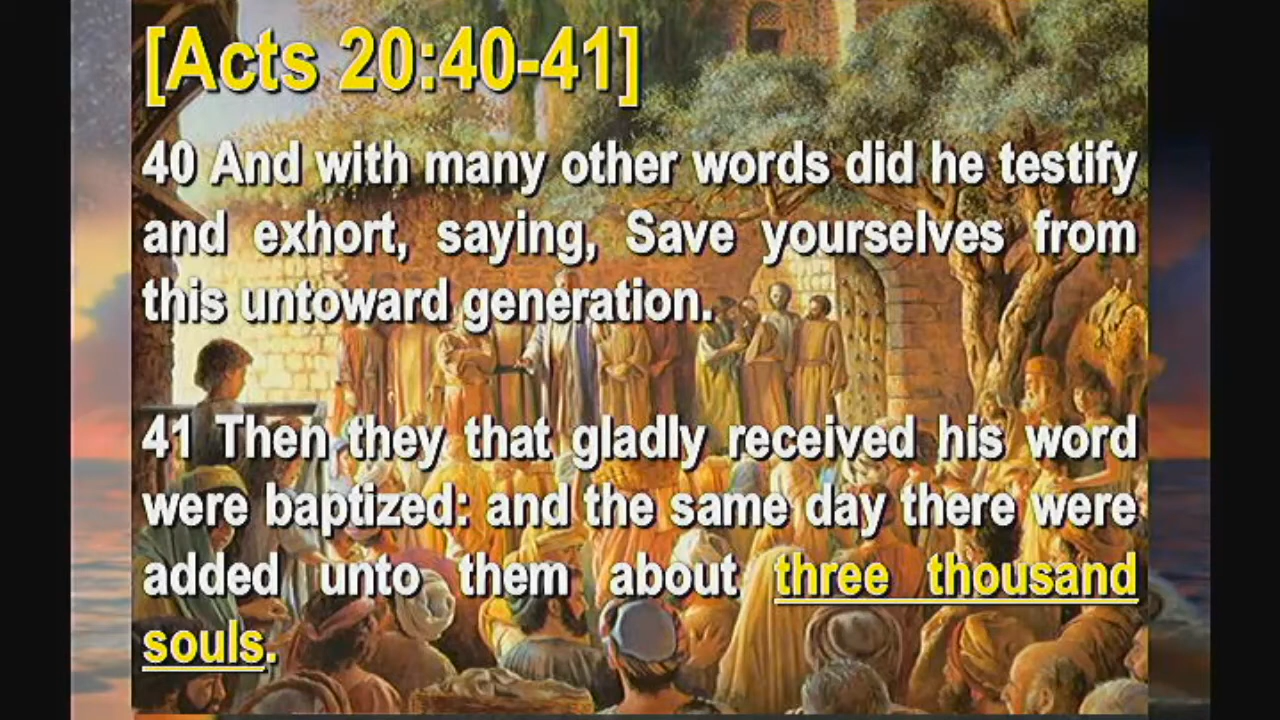 [Acts 20:40-41]
40 And with many other words did he testify
and exhort, saying, Save yourselves from
this untoward generation.
41 Then they that gladly received his word
were baptized: and the same day there were
added unto them about three thousand
souls.